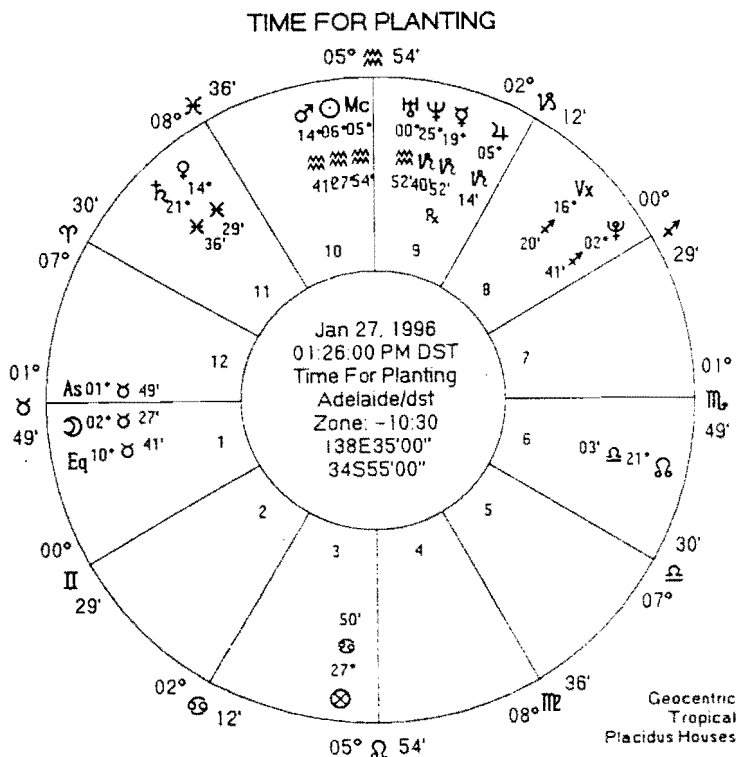 TIME FOR PLANTING
05° ♒ 54'
08° ♓ 36'
♂ ☉ Mc
14° 06° 05°
♒ ♒ ♒
41' 27' 54'
♅ ♆ ☿ ♃
00° 25° 19° 05°
♒ ♑ ♑ ♑
52' 40' 52' 14'
℞
02° ♑ 12'
♄ ♀
21° 14°
♓ ♓
36' 29'
Vx
16°
♐
20'
♇
02°
♐
41'
00° ♐ 29'
30'
♈
07°
10
9
11
8
12
7
Jan 27, 1996
01:26:00 PM DST
Time For Planting
Adelaide/dst
Zone: -10:30
138E35'00"
34S55'00"
01°
♉
49'
As 01° ♉ 49'
☽ 02° ♉ 27'
Eq 10° ♉ 41'
01°
♏
49'
1
6
03' ♎ 21° ☊
2
5
3
4
00°
♊
29'
30'
♎
07°
50'
♋
27°
⊗
02°
♋ 12'
36'
08° ♍
05° ♌ 54'
Geocentric
Tropical
Placidus Houses